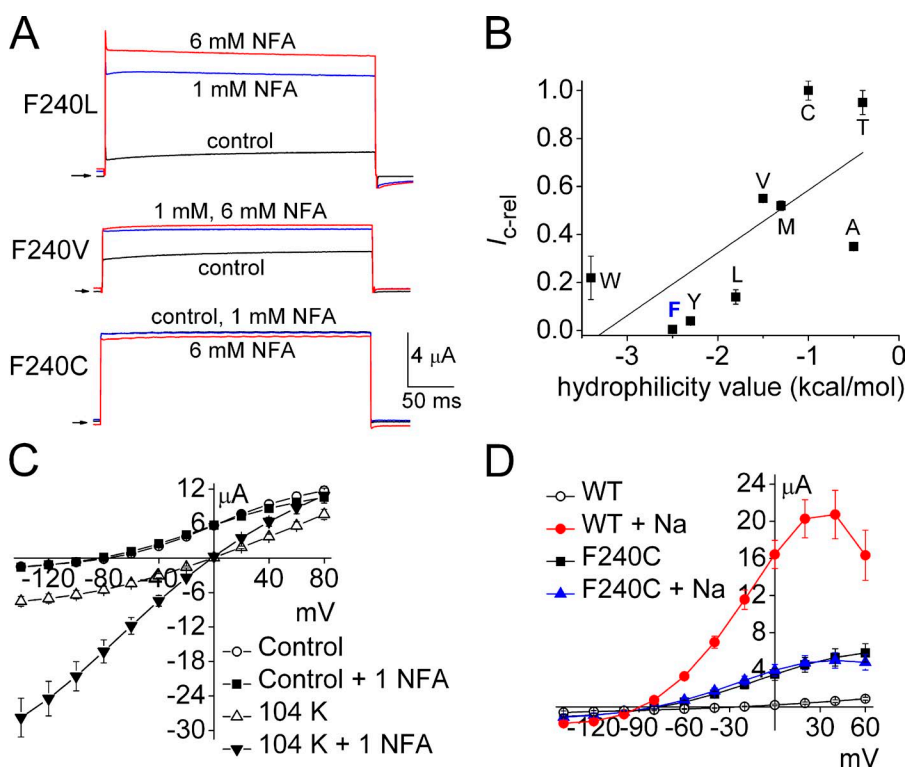 A
F240L
6 mM NFA
1 mM NFA
control
F240V
1 mM, 6 mM NFA
control
F240C
control, 1 mM NFA
6 mM NFA
4 μA
50 ms
B
I c-rel
1.0
0.8
0.6
0.4
0.2
0.0
C
T
V
M
A
W
L
F
Y
-3 -2 -1 0
hydrophilicity value (kcal/mol)
C
μA
12
6
-6
-12
-18
-24
-30
-120 -80 -40 40 80
mV
Control
Control + 1 NFA
104 K
104 K + 1 NFA
D
WT
WT + Na
F240C
F240C + Na
μA
24
20
16
12
8
4
-120 -90 -60 -30 30 60
mV